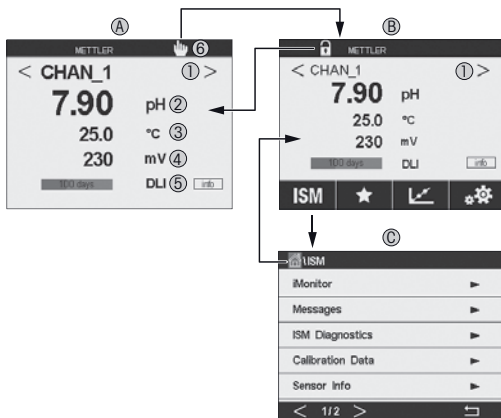 Ⓐ
METTLER ⑥
< CHAN_1 ① >
7.90 pH ②
25.0 °C ③
230 mV ④
100 days DLI ⑤ info
Ⓑ
METTLER
< CHAN_1 ① >
7.90 pH
25.0 °C
230 mV
100 days DLI info
ISM
Ⓒ
\ISM
iMonitor
Messages
ISM Diagnostics
Calibration Data
Sensor Info
< 1/2 >